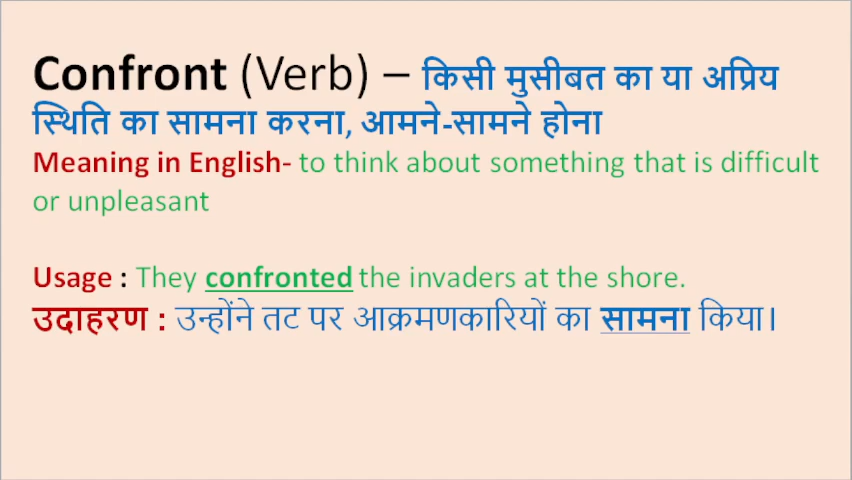 Confront (Verb) – किसी मुसीबत का या अप्रिय
स्थिति का सामना करना, आमने-सामने होना
Meaning in English- to think about something that is difficult
or unpleasant
Usage : They confronted the invaders at the shore.
उदाहरण : उन्होंने तट पर आक्रमणकारियों का सामना किया।